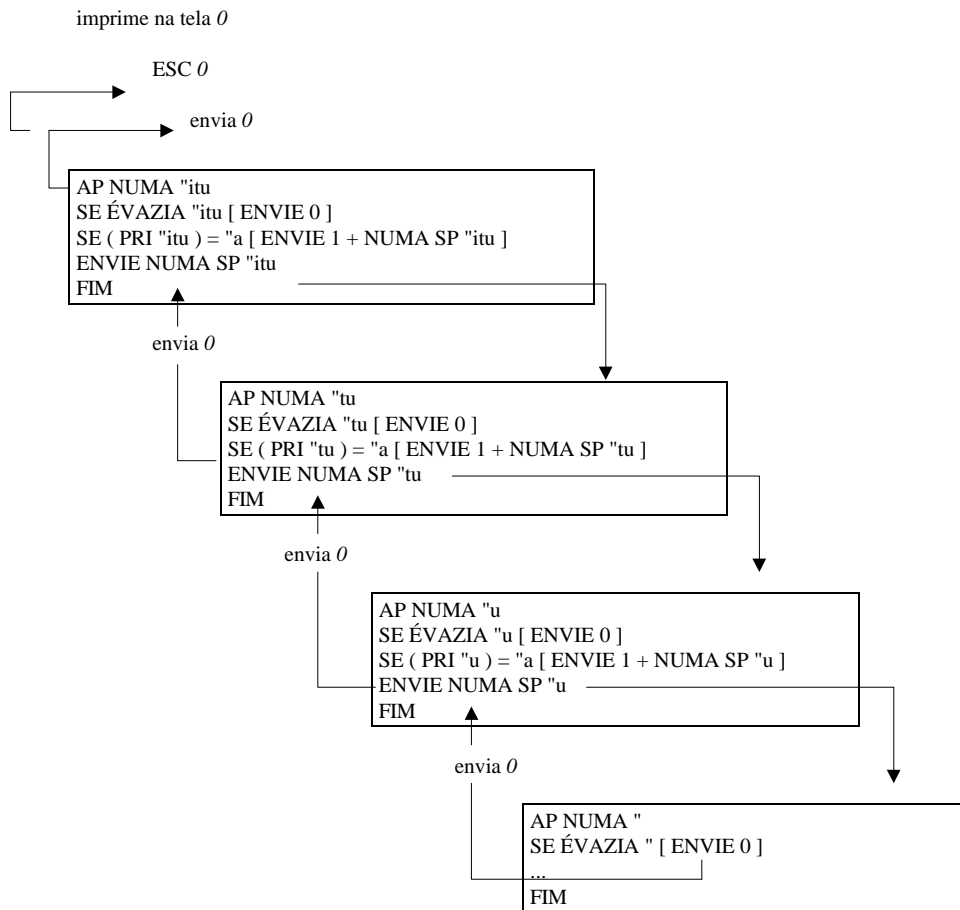 imprime na tela 0
ESC 0
envia 0
AP NUMA "itu
SE ÉVAZIA "itu [ ENVIE 0 ]
SE ( PRI "itu ) = "a [ ENVIE 1 + NUMA SP "itu ]
ENVIE NUMA SP "itu
FIM
envia 0
AP NUMA "tu
SE ÉVAZIA "tu [ ENVIE 0 ]
SE ( PRI "tu ) = "a [ ENVIE 1 + NUMA SP "tu ]
ENVIE NUMA SP "tu
FIM
envia 0
AP NUMA "u
SE ÉVAZIA "u [ ENVIE 0 ]
SE ( PRI "u ) = "a [ ENVIE 1 + NUMA SP "u ]
ENVIE NUMA SP "u
FIM
envia 0
AP NUMA "
SE ÉVAZIA " [ ENVIE 0 ]
...
FIM